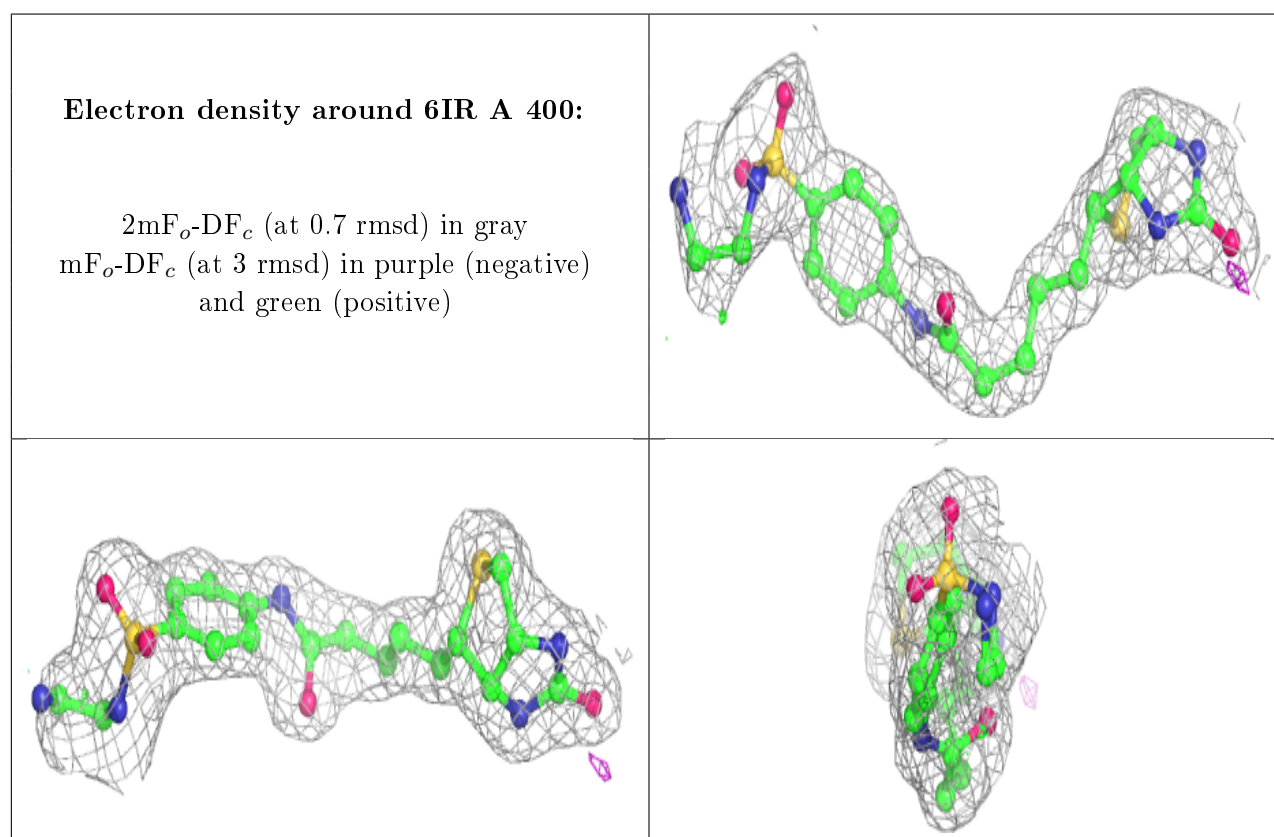 Electron density around 6IR A 400:
2mFₒ-DF𝒸 (at 0.7 rmsd) in gray
mFₒ-DF𝒸 (at 3 rmsd) in purple (negative)
and green (positive)